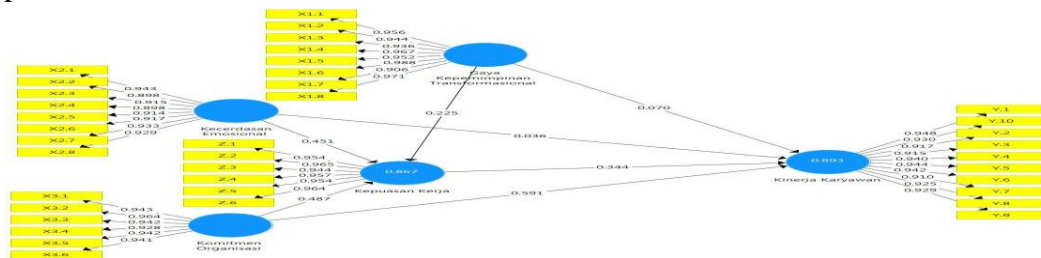 X1.1
X1.2
X1.3
X1.4
X1.5
X1.6
X1.7
X1.8
0.956
0.944
0.936
0.967
0.952
0.988
0.906
0.971
Gaya
Kepemimpinan
Transformasional
X2.1
X2.2
X2.3
X2.4
X2.5
X2.6
X2.7
X2.8
0.943
0.898
0.915
0.898
0.914
0.917
0.933
0.929
Kecerdasan
Emosional
0.225
0.070
0.036
0.451
Z.1
Z.2
Z.3
Z.4
Z.5
Z.6
0.954
0.965
0.944
0.957
0.954
0.964
0.867
Kepuasan Kerja
0.344
0.487
0.591
X3.1
X3.2
X3.3
X3.4
X3.5
X3.6
0.943
0.964
0.942
0.928
0.942
0.941
Komitmen
Organisasi
0.893
Kinerja Karyawan
0.948
0.930
0.917
0.915
0.940
0.944
0.942
0.910
0.925
0.929
Y.1
Y.10
Y.2
Y.3
Y.4
Y.5
Y.6
Y.7
Y.8
Y.9